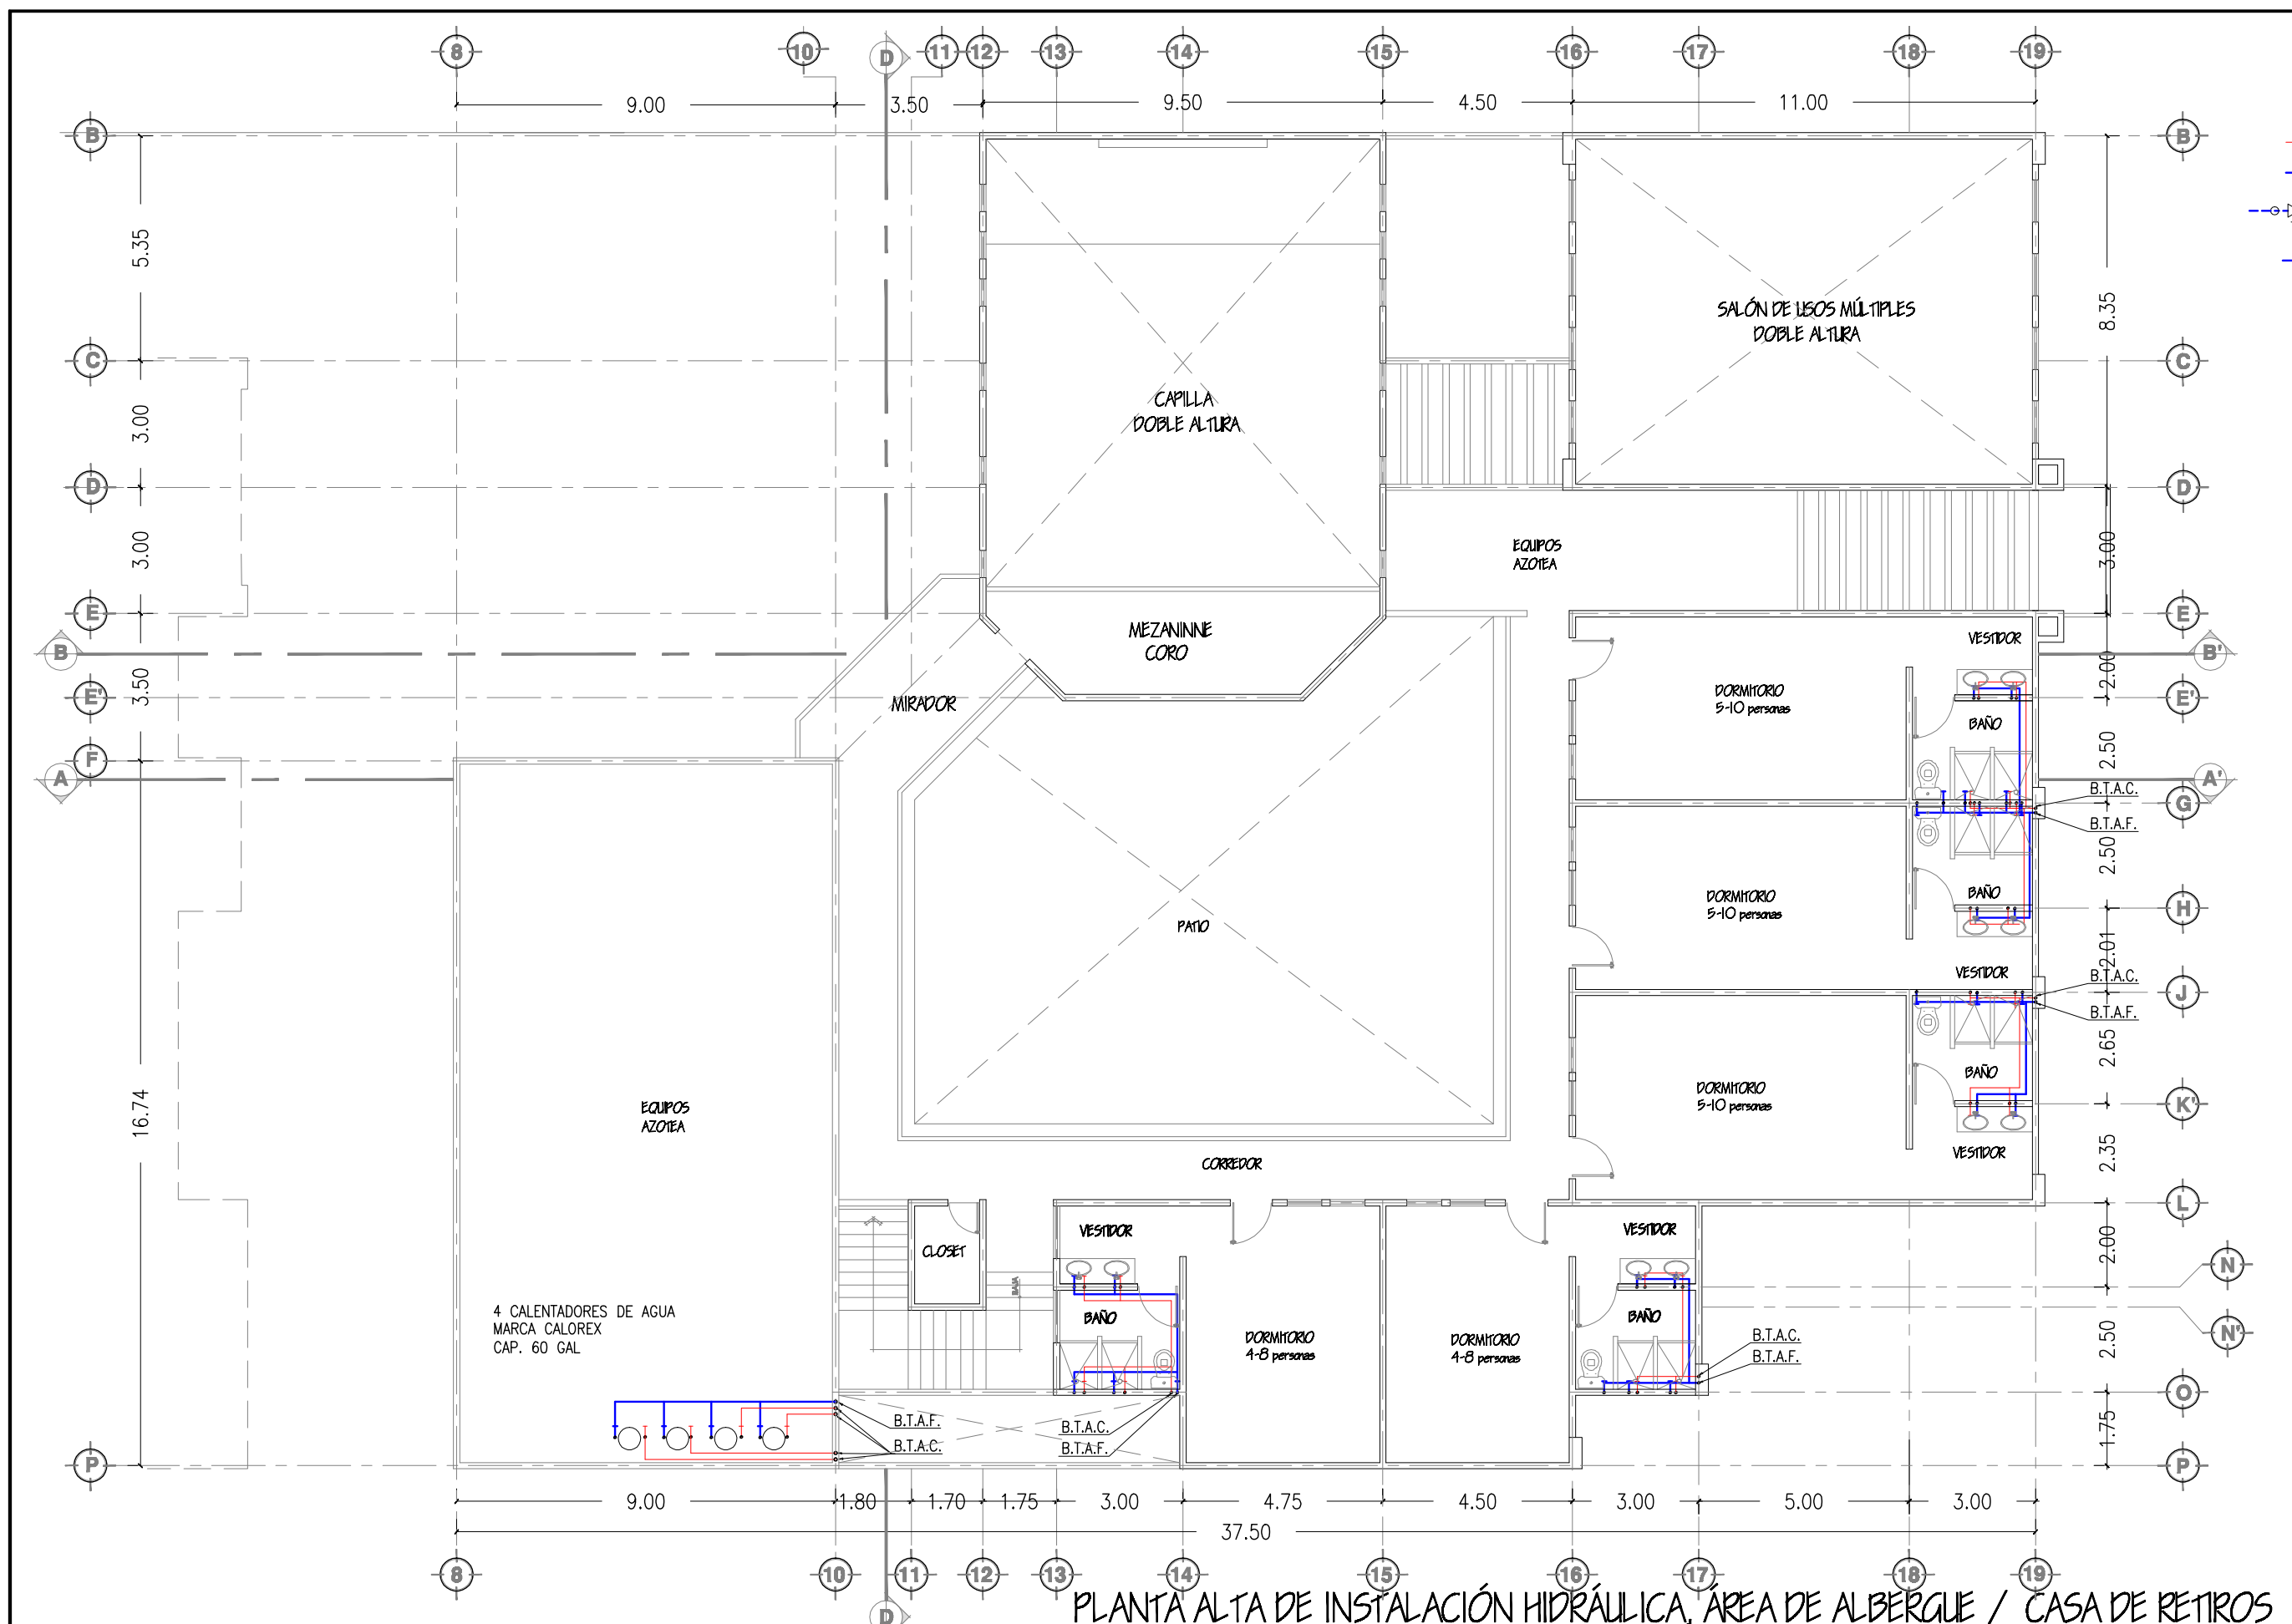 8 10 D 11 12 13 14 15 16 17 18 19
9.00 3.50 9.50 4.50 11.00
B B
5.35
8.35
SALÓN DE USOS MÚLTIPLES
DOBLE ALTURA
C C
CAPILLA
DOBLE ALTURA
3.00
D D
3.00
EQUIPOS
AZOTEA
3.00
E E
MEZANINNE
CORO
VESTIDOR
B B'
3.50
2.00
E' E'
MIRADOR
DORMITORIO
5-10 personas
BAÑO
2.50
F
A A'
B.T.A.C.
G
B.T.A.F.
2.50
DORMITORIO
5-10 personas
BAÑO
H
PATIO
2.01
VESTIDOR
B.T.A.C.
J
B.T.A.F.
2.65
BAÑO
DORMITORIO
5-10 personas
K'
16.74
EQUIPOS
AZOTEA
VESTIDOR
2.35
CORREDOR
L
VESTIDOR
VESTIDOR
CLOSET
2.00
N
BAJA
4 CALENTADORES DE AGUA
MARCA CALOREX
CAP. 60 GAL
BAÑO
BAÑO
DORMITORIO
4-8 personas
DORMITORIO
4-8 personas
B.T.A.C.
B.T.A.F.
N'
2.50
O
B.T.A.F.
B.T.A.C.
B.T.A.C.
B.T.A.F.
1.75
P P
9.00 1.80 1.70 1.75 3.00 4.75 4.50 3.00 5.00 3.00
37.50
8 10 11 12 13 14 15 16 17 18 19
D
PLANTA ALTA DE INSTALACIÓN HIDRÁULICA, ÁREA DE ALBERGUE / CASA DE RETIROS